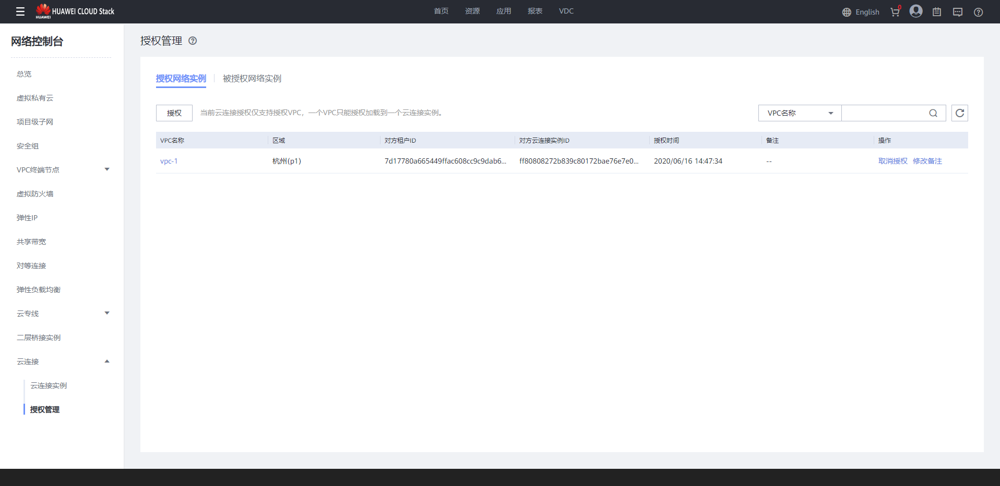 HUAWEI
HUAWEI CLOUD Stack
首页 资源 应用 报表 VDC
English
0
网络控制台
总览
虚拟私有云
项目级子网
安全组
VPC终端节点
虚拟防火墙
弹性IP
共享带宽
对等连接
弹性负载均衡
云专线
二层桥接实例
云连接
云连接实例
授权管理
授权管理
授权网络实例 被授权网络实例
授权 当前云连接授权仅支持授权VPC，一个VPC只能授权加载到一个云连接实例。 VPC名称
VPC名称 区域 对方租户ID 对方云连接实例ID 授权时间 备注 操作
vpc-1 杭州(p1) 7d17780a665449ffac608cc9c9dab6... ff80808272b839c80172bae76e7e0... 2020/06/16 14:47:34 -- 取消授权 修改备注